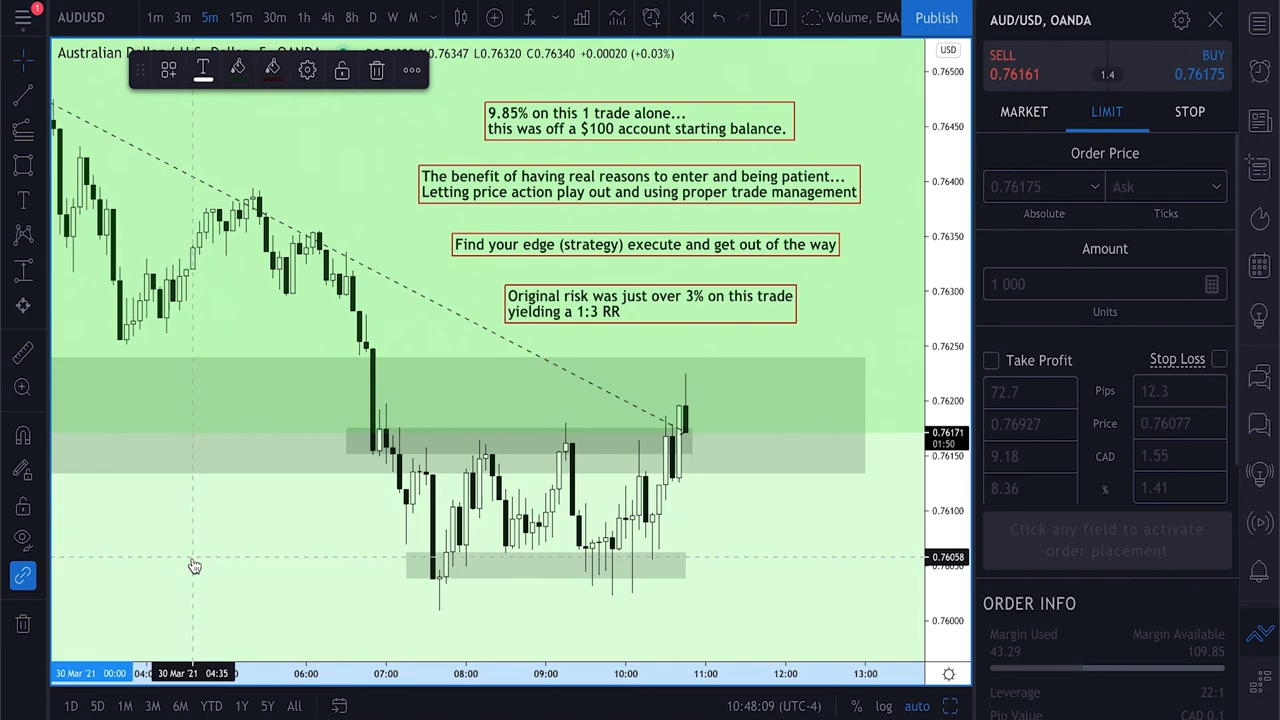 1
AUDUSD 1m 3m 5m 15m 30m 1h 4h 8h D W M Volume, EMA Publish
AUD/USD, OANDA
SELL BUY
0.76161 1.4 0.76175
MARKET LIMIT STOP
Order Price
0.76175 Ask
Absolute Ticks
Amount
1 000
Units
Take Profit Stop Loss
72.7 Pips 12.3
0.76927 Price 0.76077
9.18 CAD 1.55
8.36 % 1.41
Click any field to activate
order placement
ORDER INFO
Margin Used Margin Available
43.29 109.85
Leverage 22:1
Pip Value CAD 0.1
Australian L0.76320 C0.76340 +0.00020 (+0.03%)
9.85% on this 1 trade alone...
this was off a $100 account starting balance.
The benefit of having real reasons to enter and being patient...
Letting price action play out and using proper trade management
Find your edge (strategy) execute and get out of the way
Original risk was just over 3% on this trade
yielding a 1:3 RR
USD
0.76500
0.76450
0.76400
0.76350
0.76300
0.76250
0.76200
0.76171
01:50
0.76150
0.76100
0.76058
0.76000
30 Mar '21 00:00 30 Mar '21 04:35 06:00 07:00 08:00 09:00 10:00 11:00 12:00 13:00
1D 5D 1M 3M 6M YTD 1Y 5Y All 10:48:09 (UTC-4) % log auto